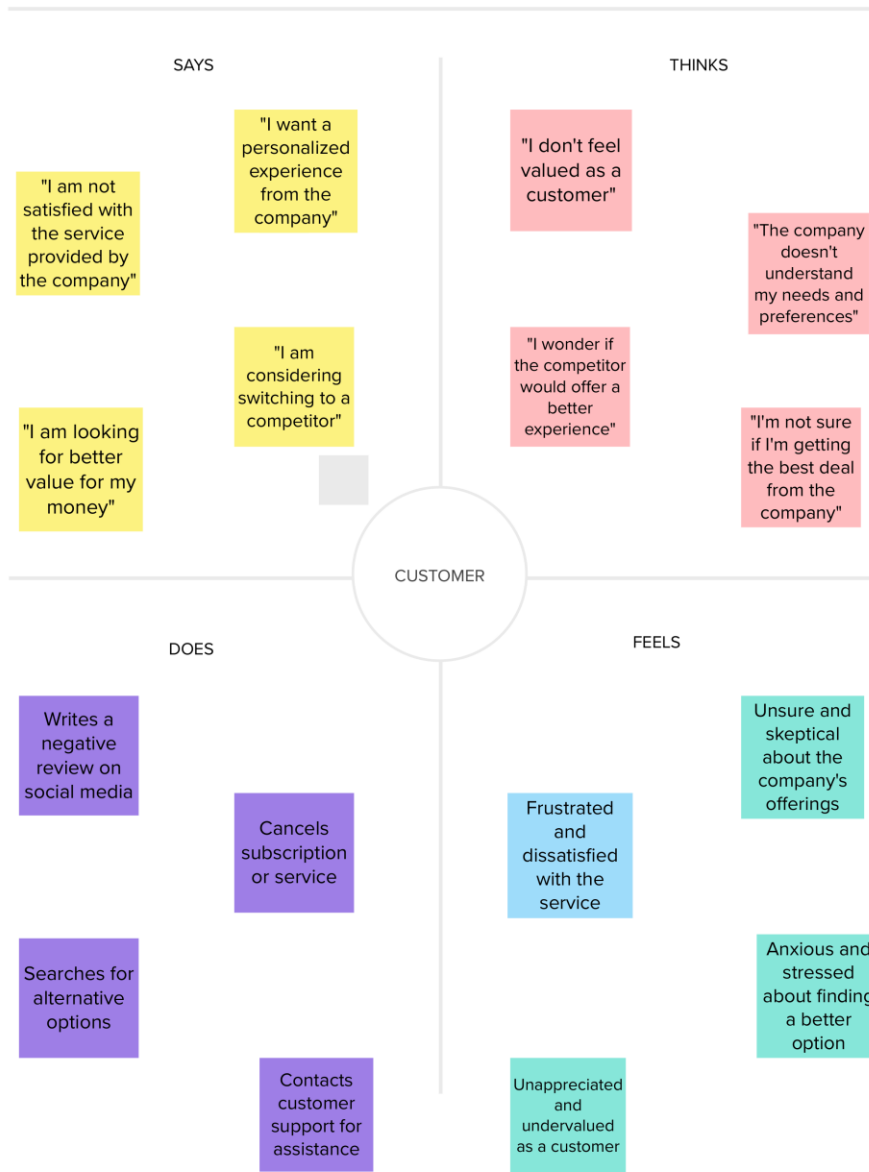 SAYS
"I want a
personalized
experience
from the
company"
"I am not
satisfied with
the service
provided by
the company"
"I am
considering
switching to a
competitor"
"I am looking
for better
value for my
money"
THINKS
"I don't feel
valued as a
customer"
"The company
doesn't
understand
my needs and
preferences"
"I wonder if
the competitor
would offer a
better
experience"
"I'm not sure
if I'm getting
the best deal
from the
company"
CUSTOMER
DOES
Writes a
negative
review on
social media
Cancels
subscription
or service
Searches for
alternative
options
Contacts
customer
support for
assistance
FEELS
Unsure and
skeptical
about the
company's
offerings
Frustrated
and
dissatisfied
with the
service
Anxious and
stressed
about finding
a better
option
Unappreciated
and
undervalued
as a customer